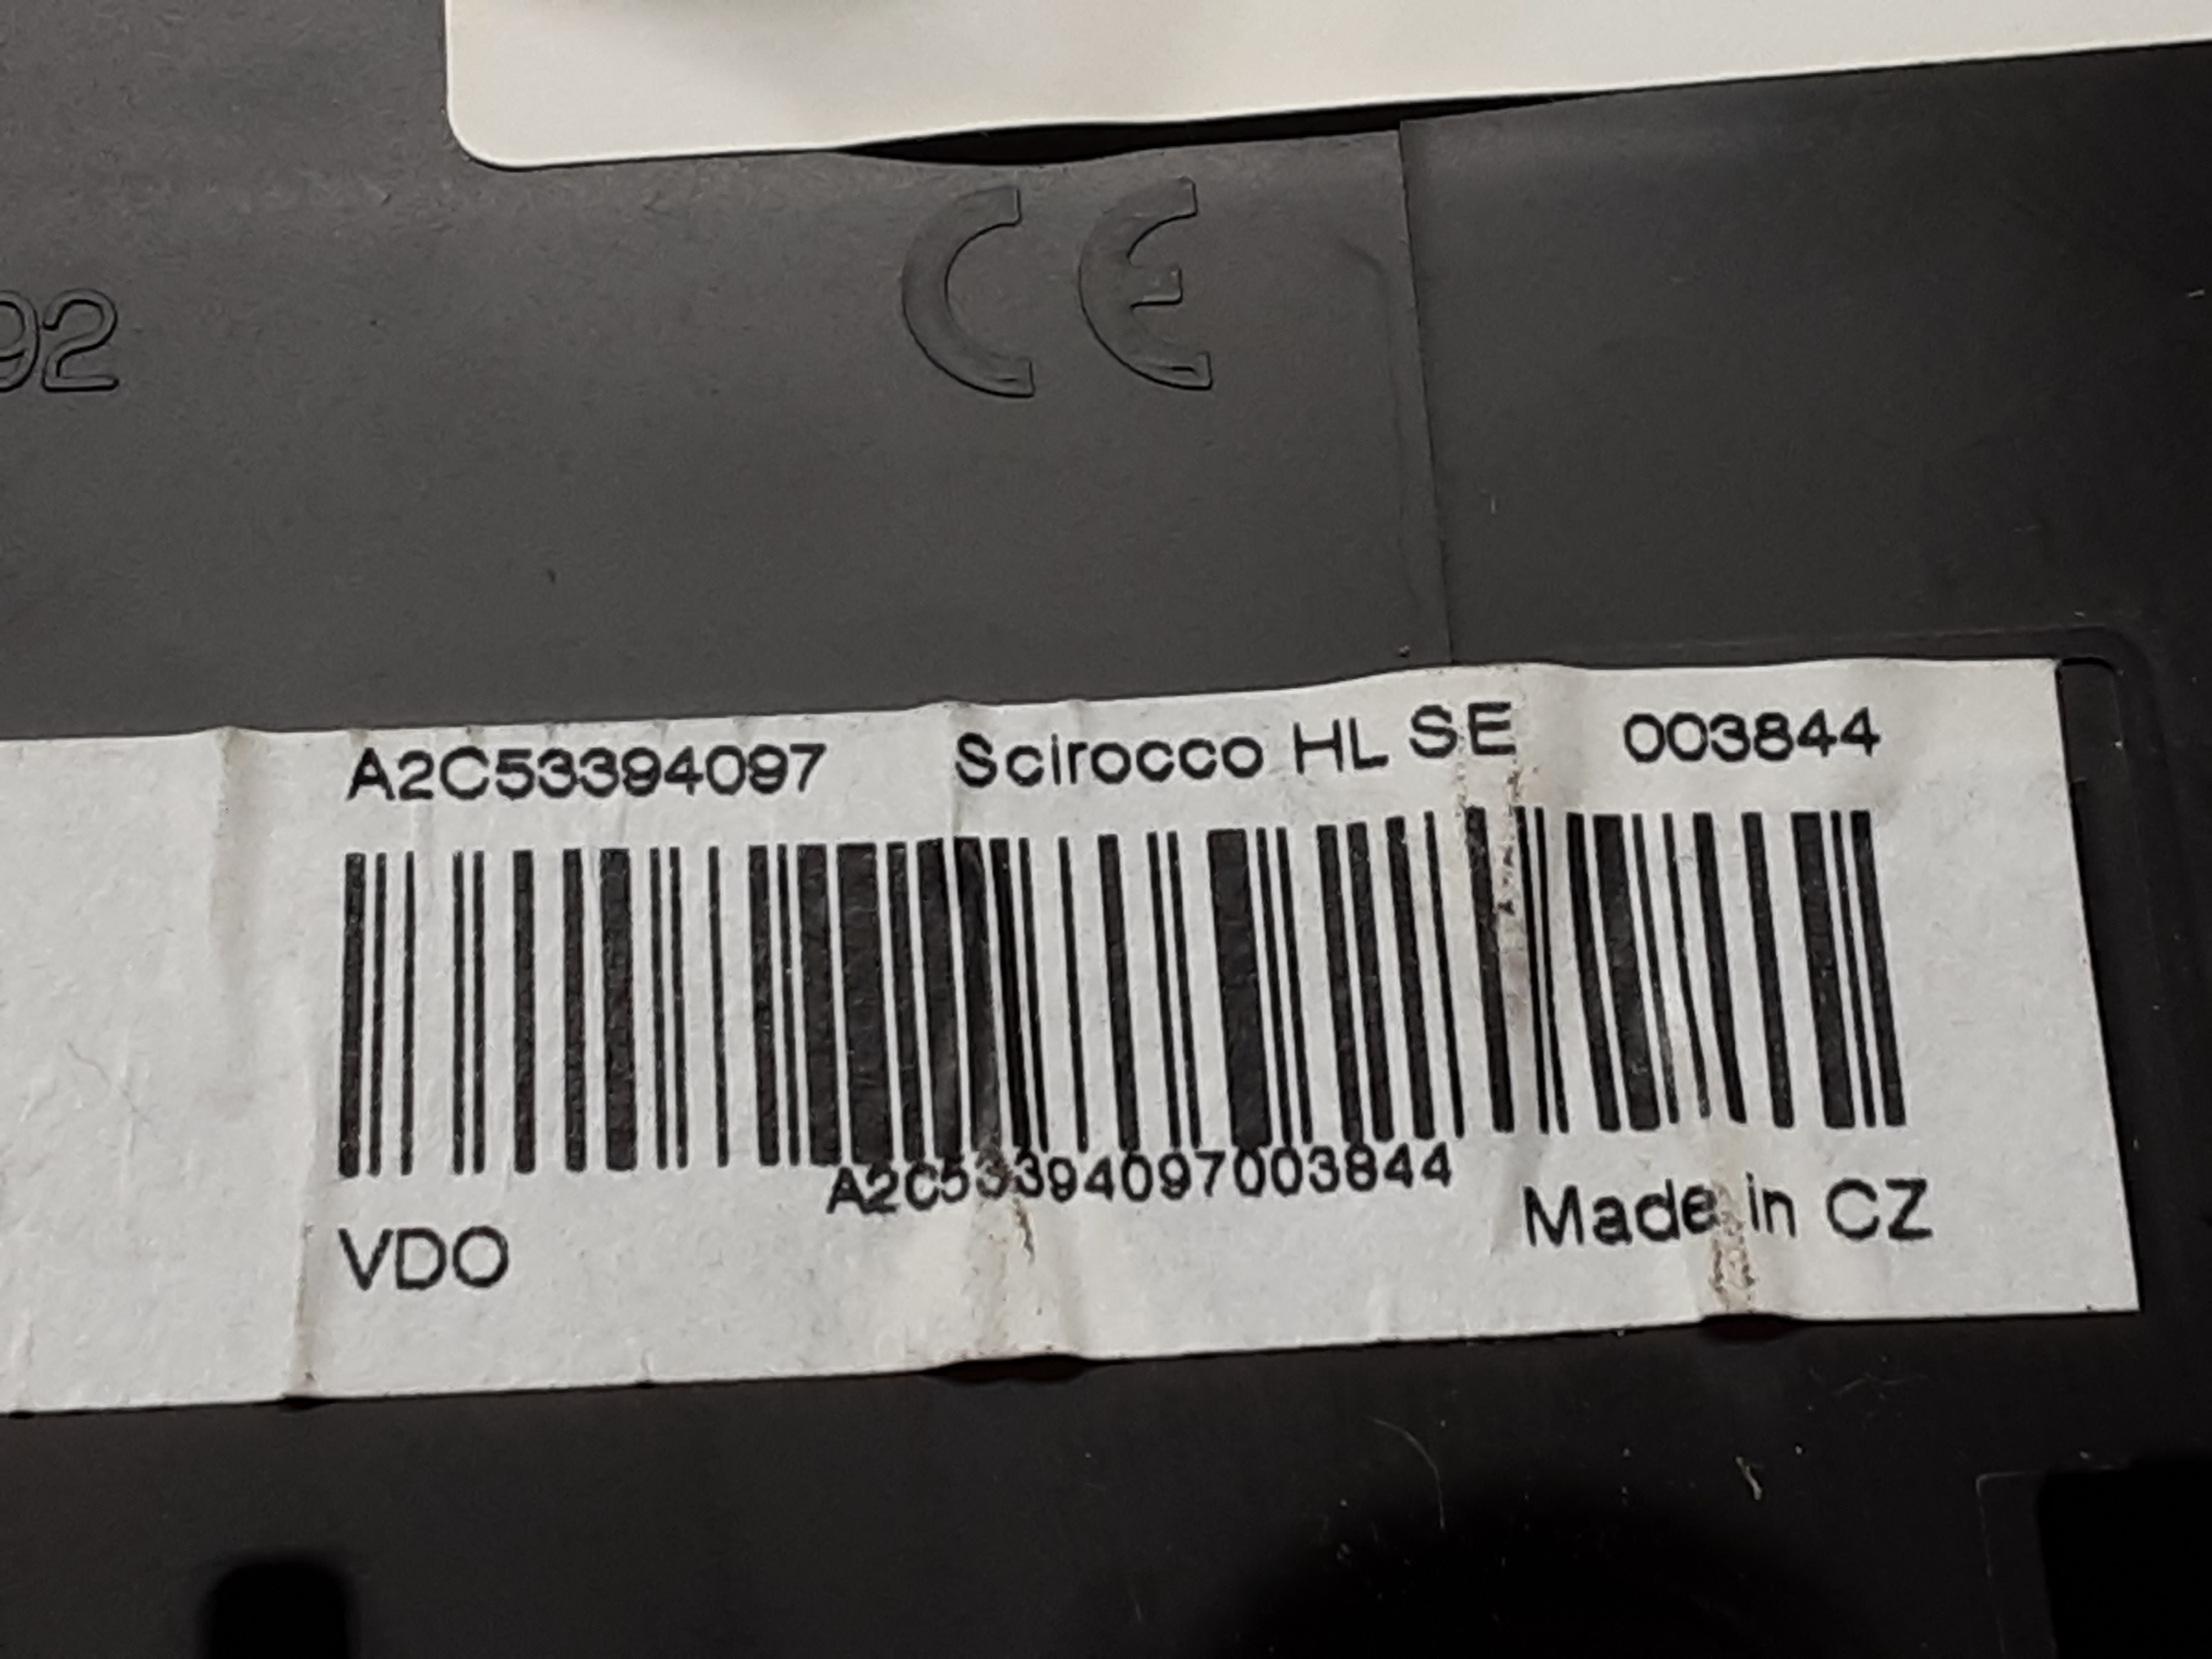 CE
92
A2C53394097 Scirocco HL SE 003844
A2C53394097003844
VDO Made in CZ